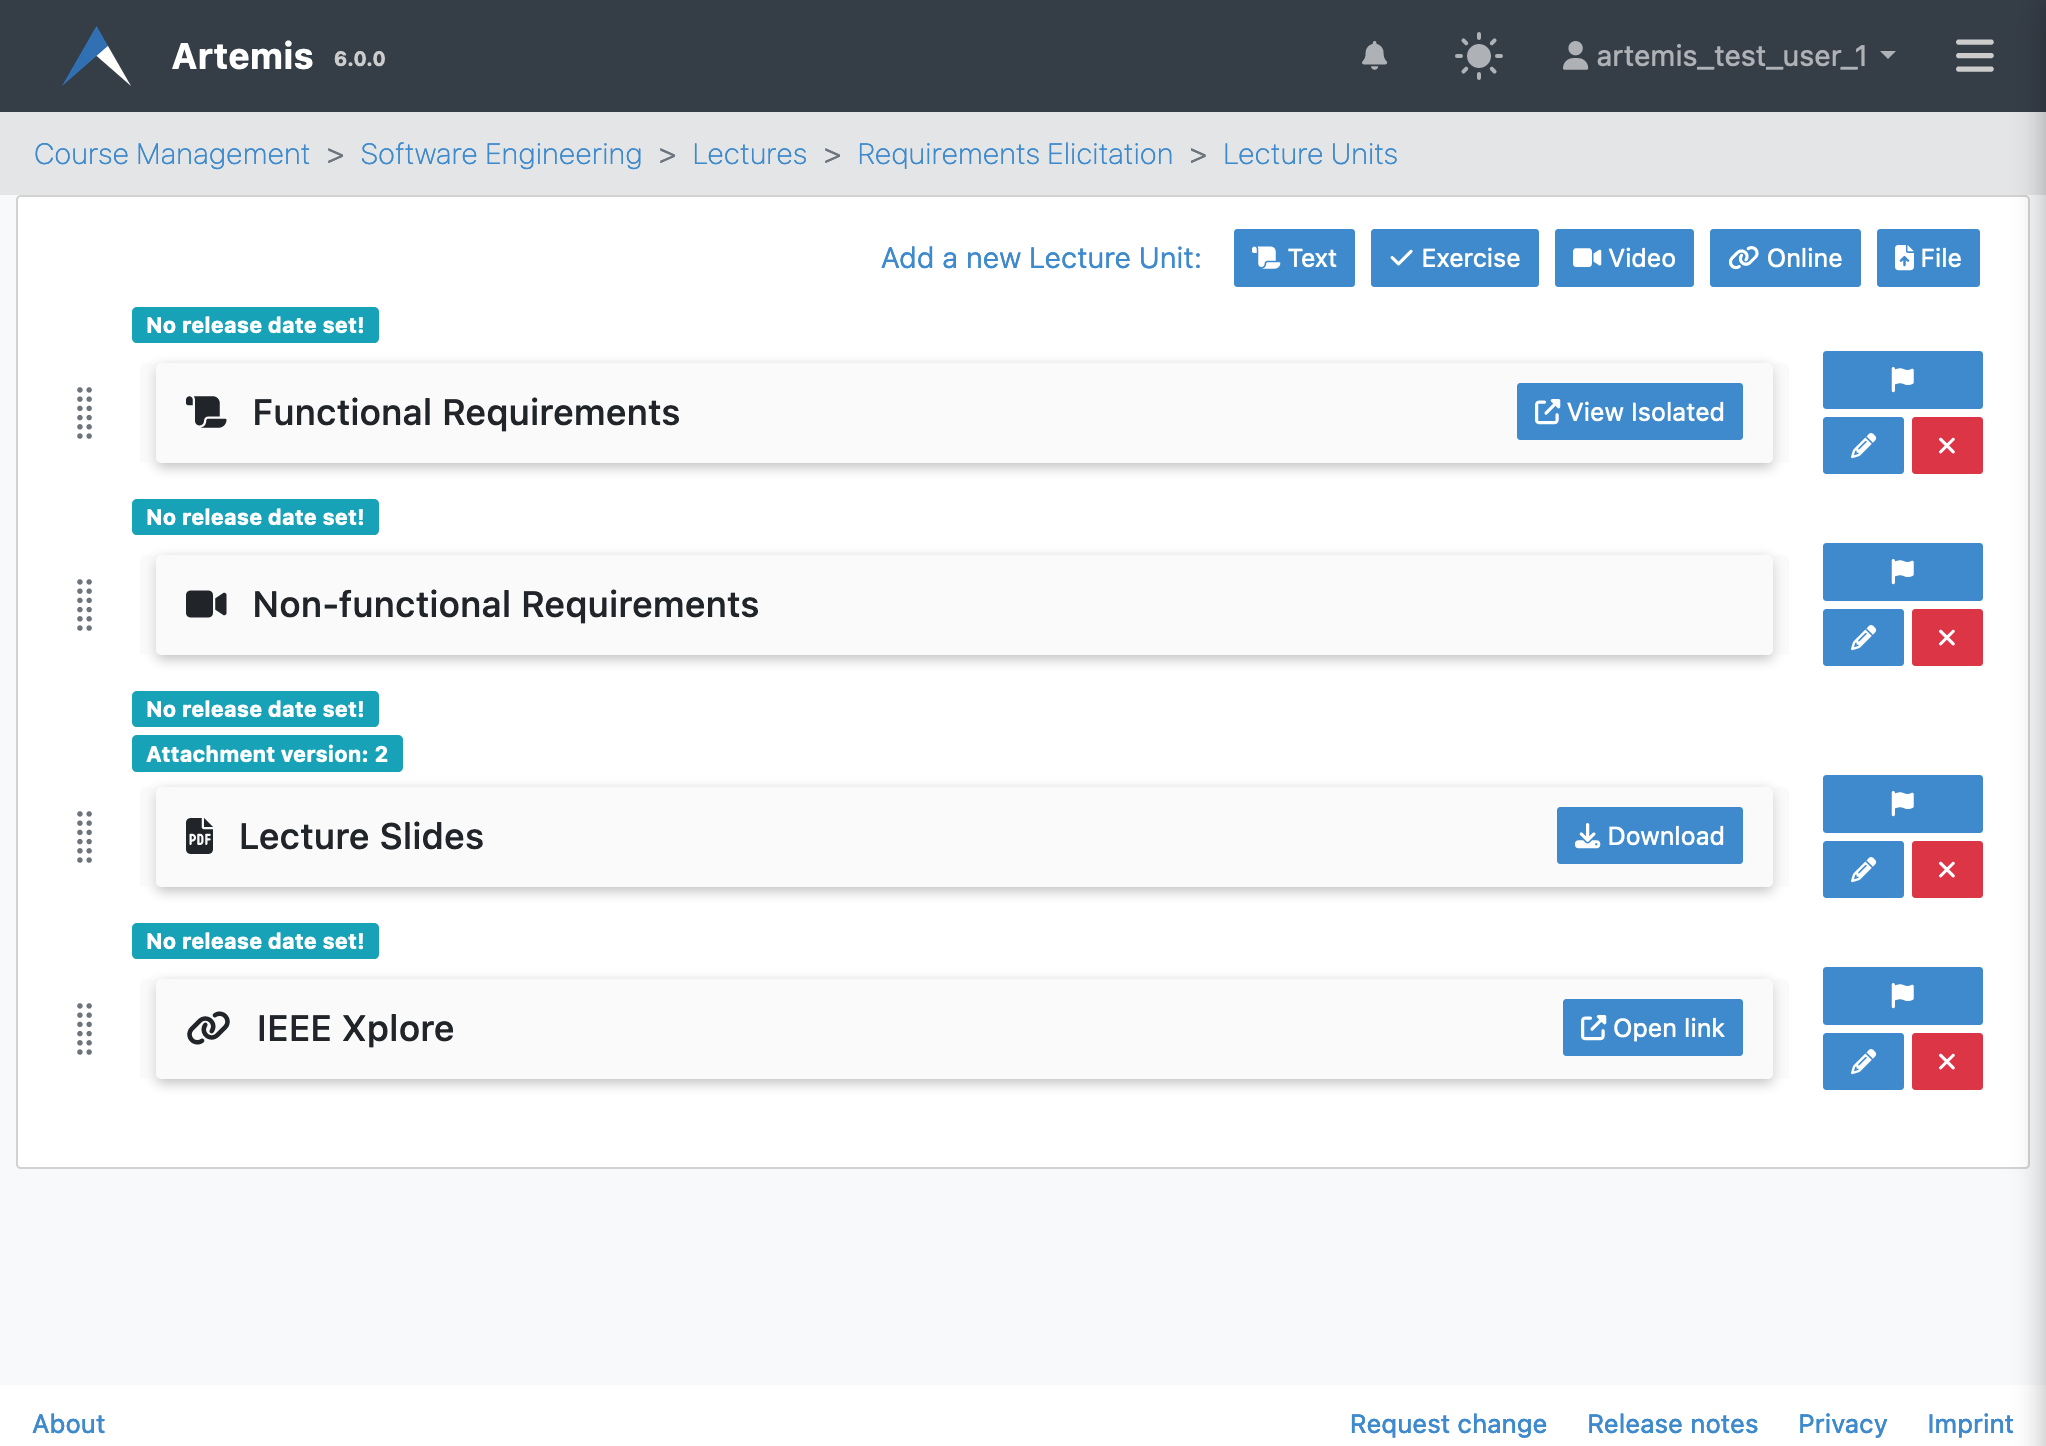 Artemis 6.0.0 artemis_test_user_1
Course Management > Software Engineering > Lectures > Requirements Elicitation > Lecture Units
Add a new Lecture Unit: Text Exercise Video Online File
No release date set!
Functional Requirements View Isolated
No release date set!
Non-functional Requirements
No release date set!
Attachment version: 2
PDF Lecture Slides Download
No release date set!
IEEE Xplore Open link
About Request change Release notes Privacy Imprint